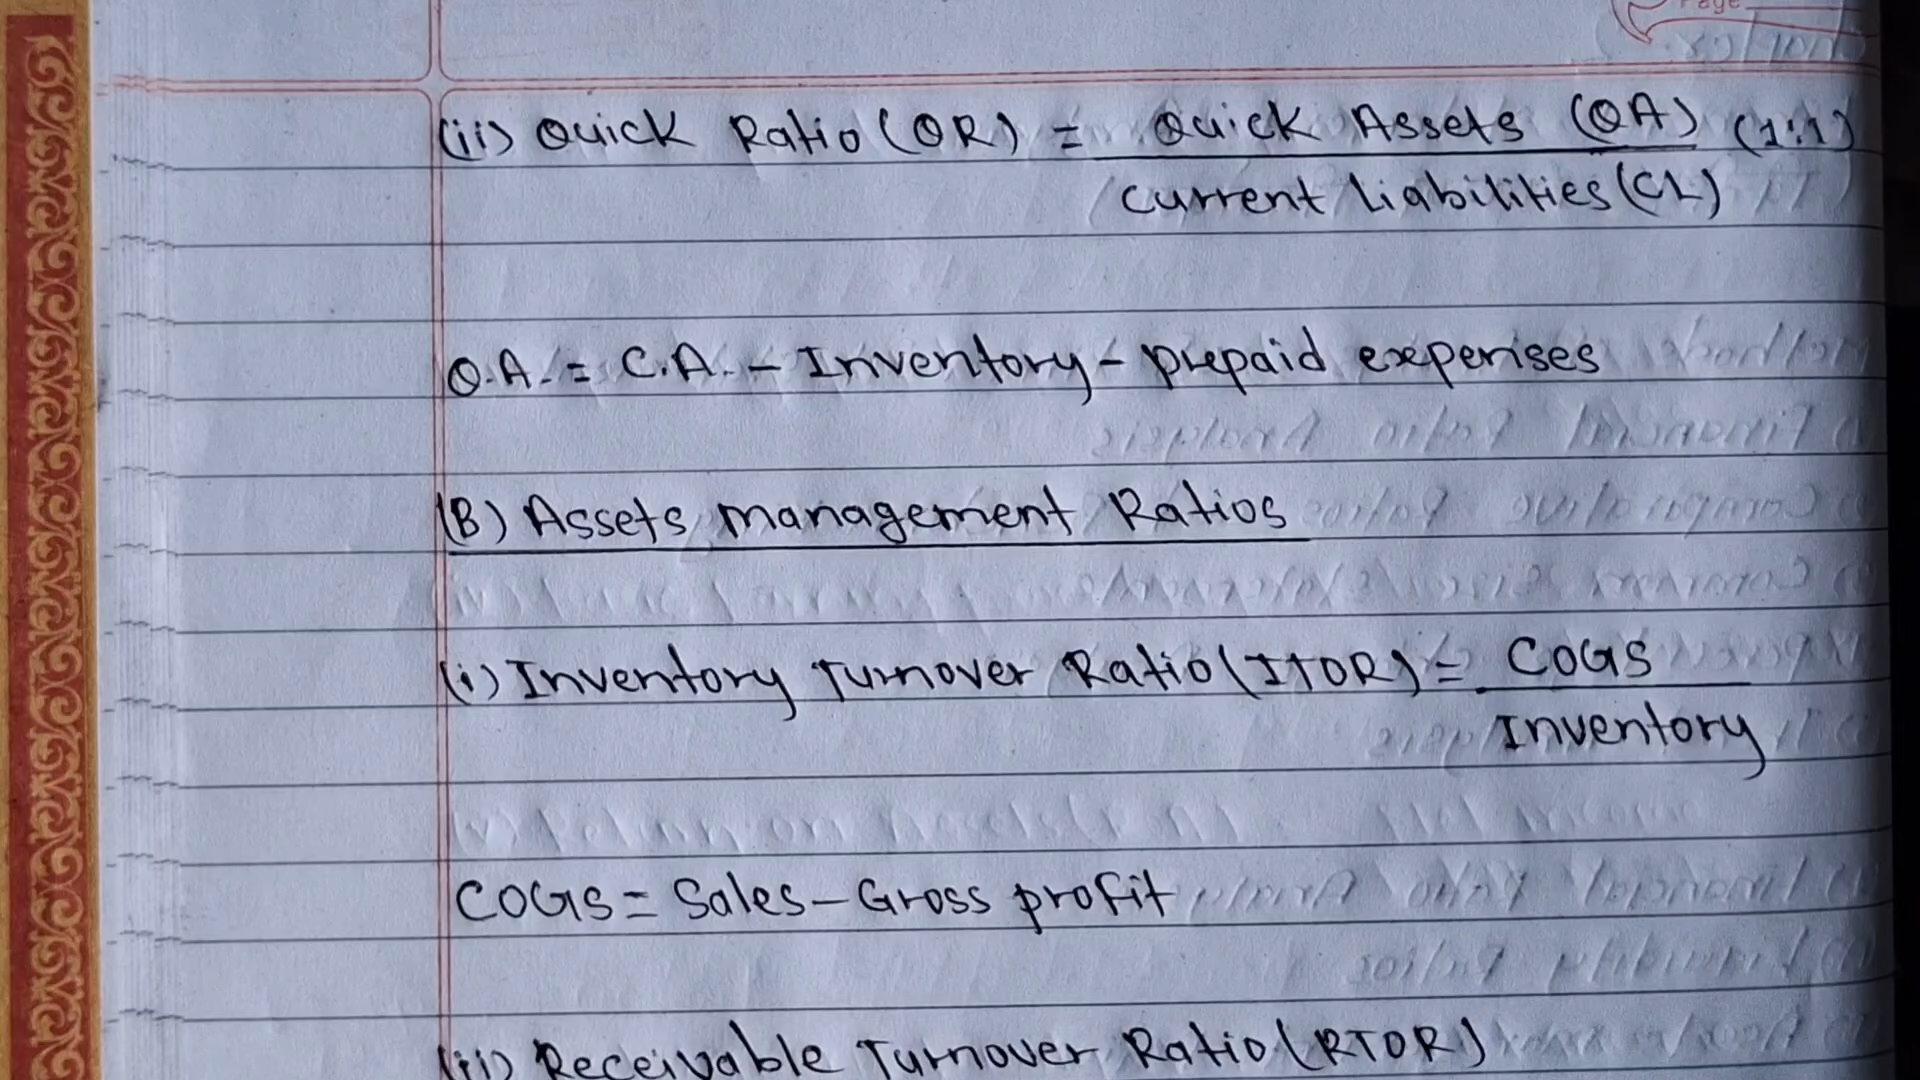 Page
(ii) Quick Ratio (QR) = Quick Assets (QA) (1:1)
Current Liabilities (CL)
Q.A. = C.A. - Inventory - prepaid expenses
(B) Assets management Ratios
(i) Inventory Turnover Ratio (ITOR) = COGS
Inventory
COGS = Sales - Gross profit
(ii) Receivable Turnover Ratio (RTOR)